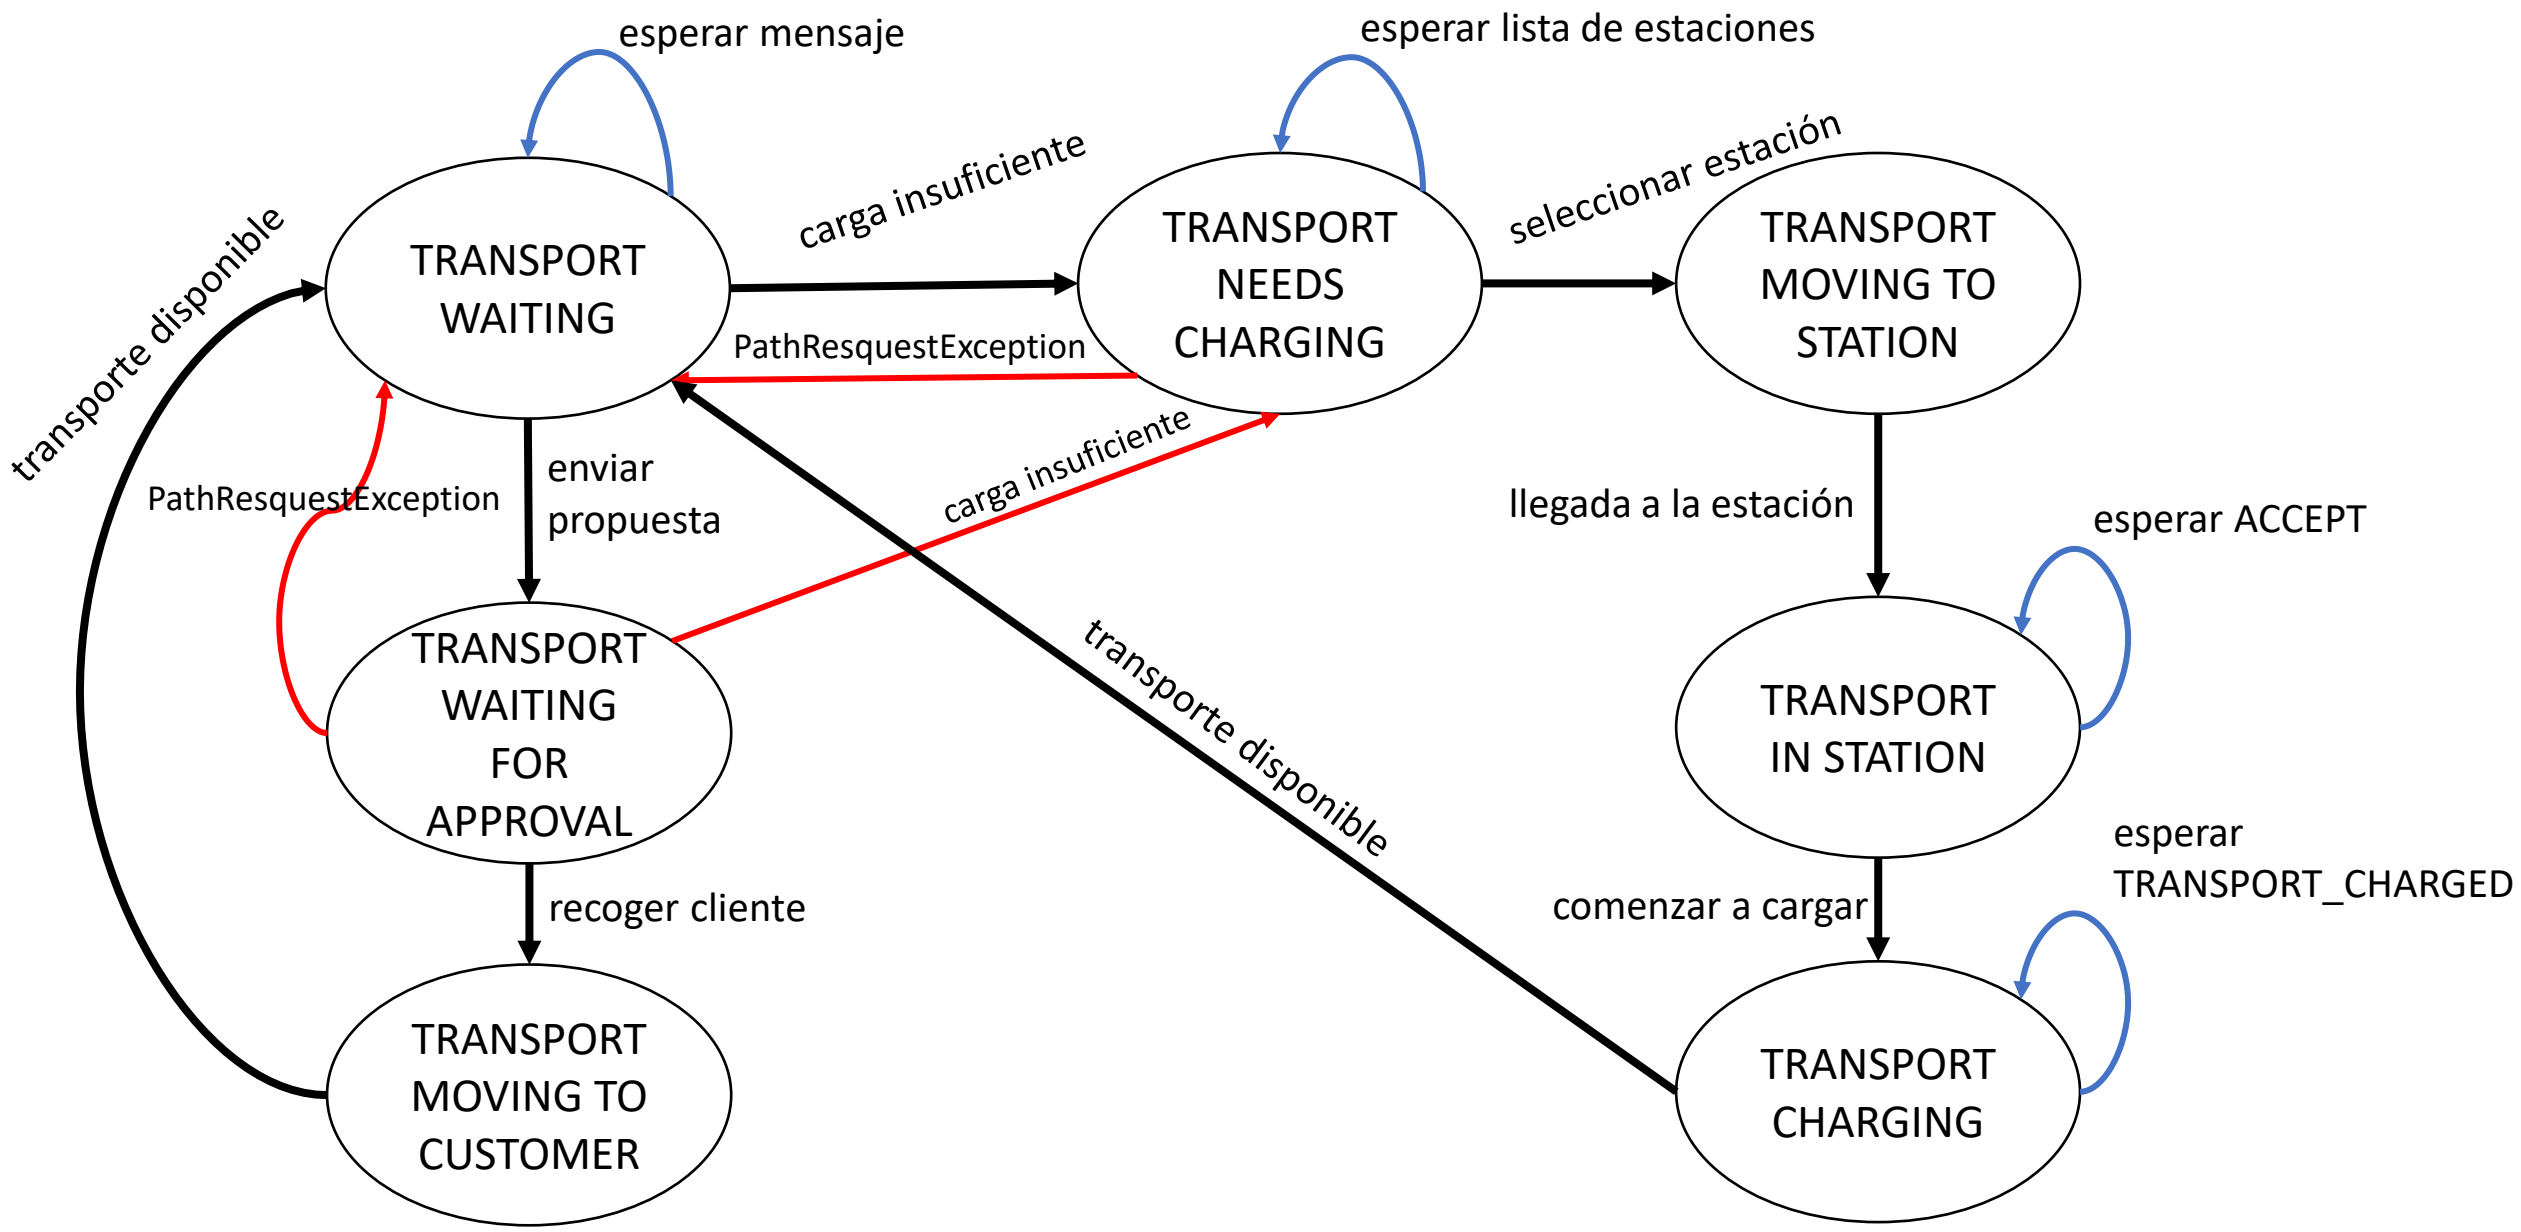 esperar mensaje
esperar lista de estaciones
carga insuficiente
seleccionar estación
transporte disponible
TRANSPORT
WAITING
TRANSPORT
NEEDS
CHARGING
TRANSPORT
MOVING TO
STATION
PathResquestException
carga insuficiente
PathResquestException
enviar
propuesta
llegada a la estación
esperar ACCEPT
TRANSPORT
WAITING
FOR
APPROVAL
transporte disponible
TRANSPORT
IN STATION
recoger cliente
comenzar a cargar
esperar
TRANSPORT_CHARGED
TRANSPORT
MOVING TO
CUSTOMER
TRANSPORT
CHARGING